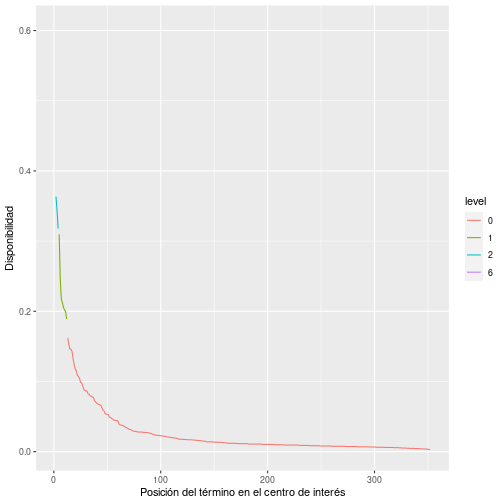 0.6
0.4
0.2
0.0
Disponibilidad
0 100 200 300
Posición del término en el centro de interés
level
0
1
2
6